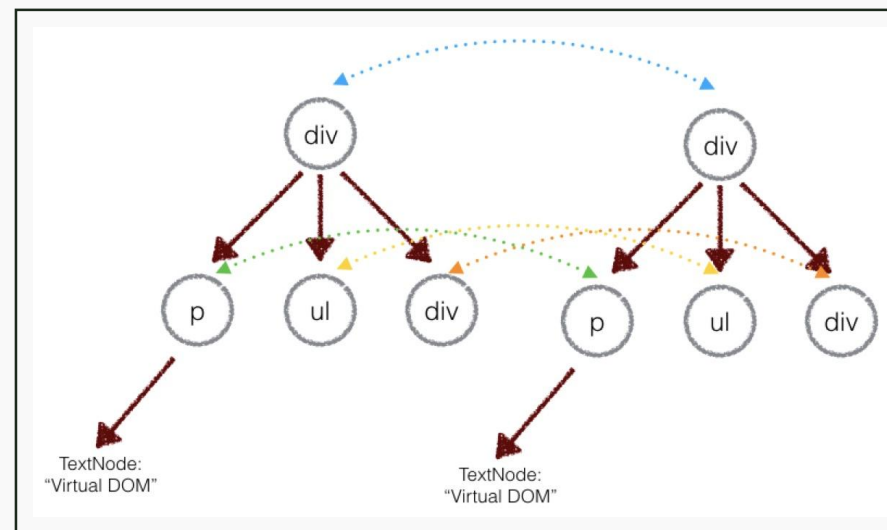 div
div
p
ul
div
p
ul
div
TextNode:
“Virtual DOM”
TextNode:
“Virtual DOM”